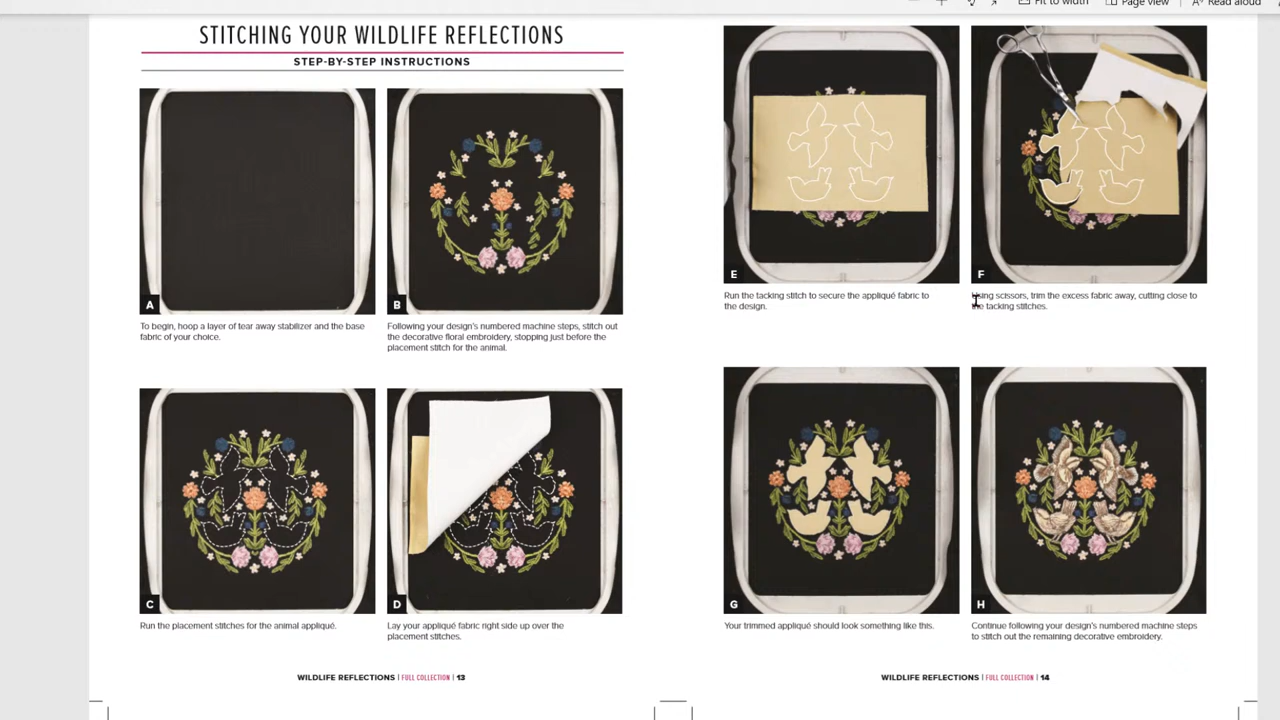 Fit to width
Page view
Read aloud
STITCHING YOUR WILDLIFE REFLECTIONS
STEP-BY-STEP INSTRUCTIONS
A
To begin, hoop a layer of tear away stabilizer and the base
fabric of your choice.
B
Following your design's numbered machine steps, stitch out
the decorative floral embroidery, stopping just before the
placement stitch for the animal.
C
Run the placement stitches for the animal appliqué.
D
Lay your appliqué fabric right side up over the
placement stitches.
WILDLIFE REFLECTIONS | FULL COLLECTION | 13
E
Run the tacking stitch to secure the appliqué fabric to
the design.
F
Using scissors, trim the excess fabric away, cutting close to
the tacking stitches.
G
Your trimmed appliqué should look something like this.
H
Continue following your design's numbered machine steps
to stitch out the remaining decorative embroidery.
WILDLIFE REFLECTIONS | FULL COLLECTION | 14